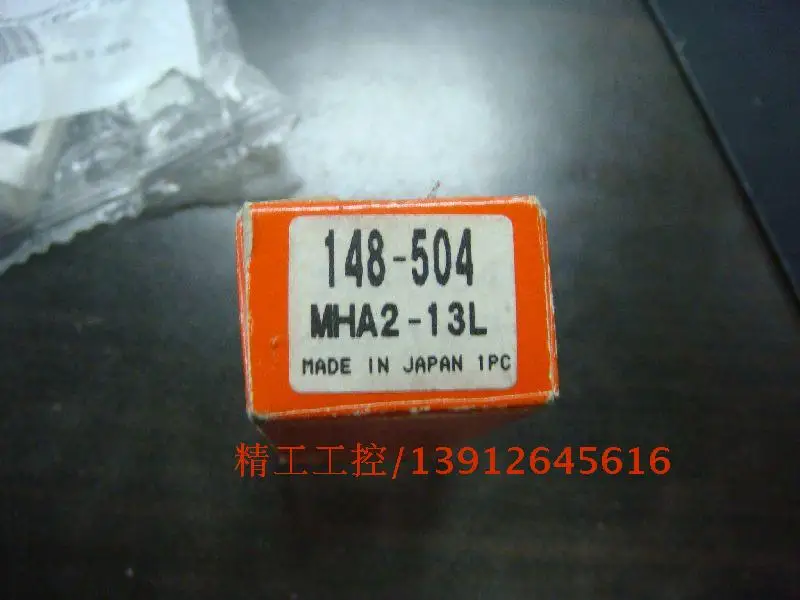 148-504
MHA2-13L
MADE IN JAPAN 1PC
精工工控/13912645616